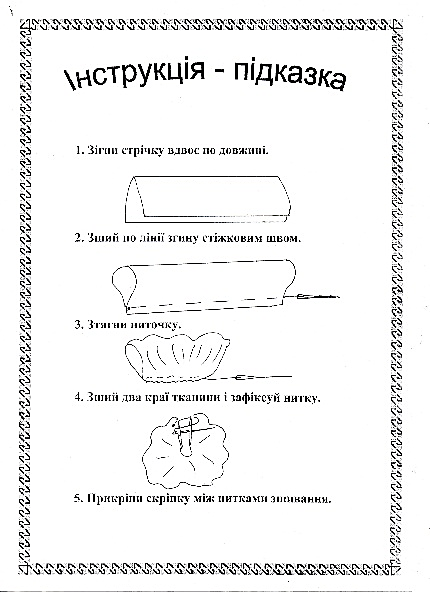 Інструкція - підказка
1. Зігни стрічку вдвоє по довжині.
2. Зший по лінії згину стіжковим швом.
3. Зтягни ниточку.
4. Зший два краї тканини і зафіксуй нитку.
5. Прикріпи скріпку між нитками зшивання.